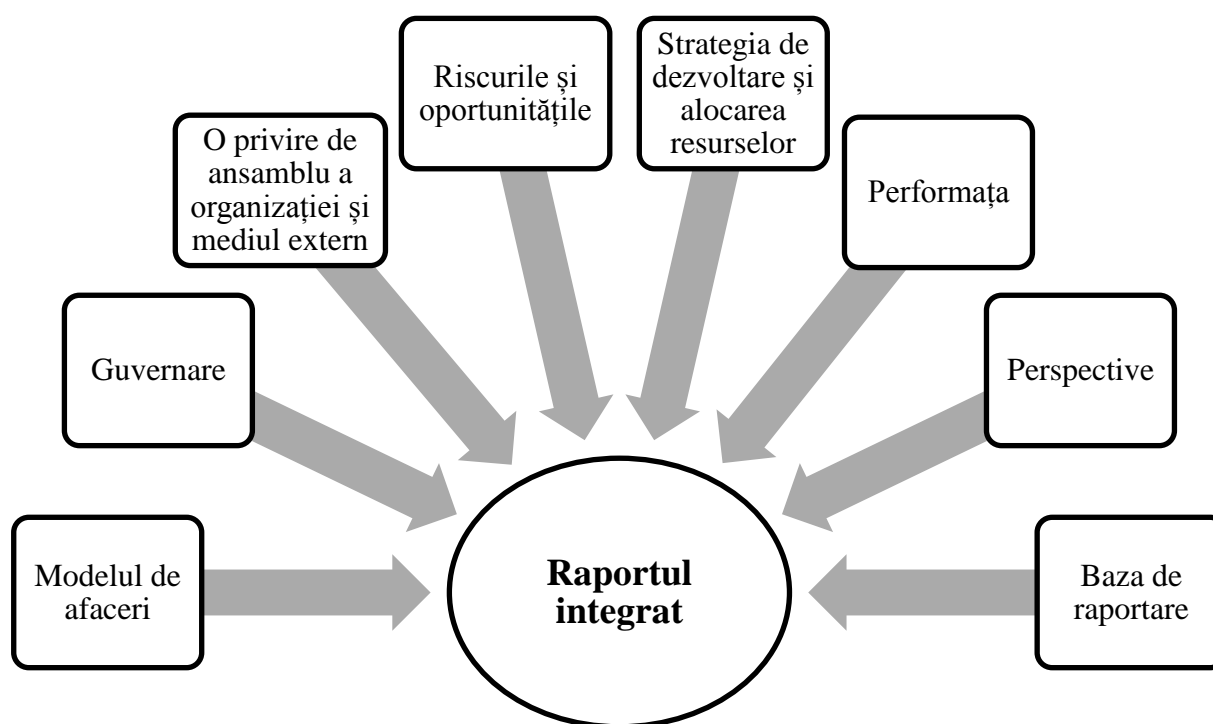 Riscurile și
oportunitățile
Strategia de
dezvoltare și
alocarea
resurselor
O privire de
ansamblu a
organizației și
mediul extern
Performața
Guvernare
Perspective
Modelul de
afaceri
Raportul
integrat
Baza de
raportare